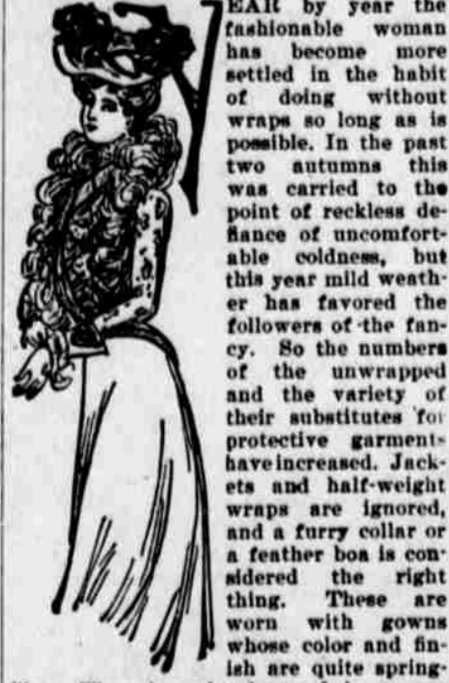 YEAR by year the
fashionable woman
has become more
settled in the habit
of doing without
wraps so long as is
possible. In the past
two autumns this
was carried to the
point of reckless de-
fiance of uncomfort-
able coldness, but
this year mild weath-
er has favored the
followers of the fan-
cy. So the numbers
of the unwrapped
and the variety of
their substitutes for
protective garments
have increased. Jack-
ets and half-weight
wraps are ignored,
and a furry collar or
a feather boa is con-
sidered the right
thing. These are
worn with gowns
whose color and fin-
ish are quite spring-